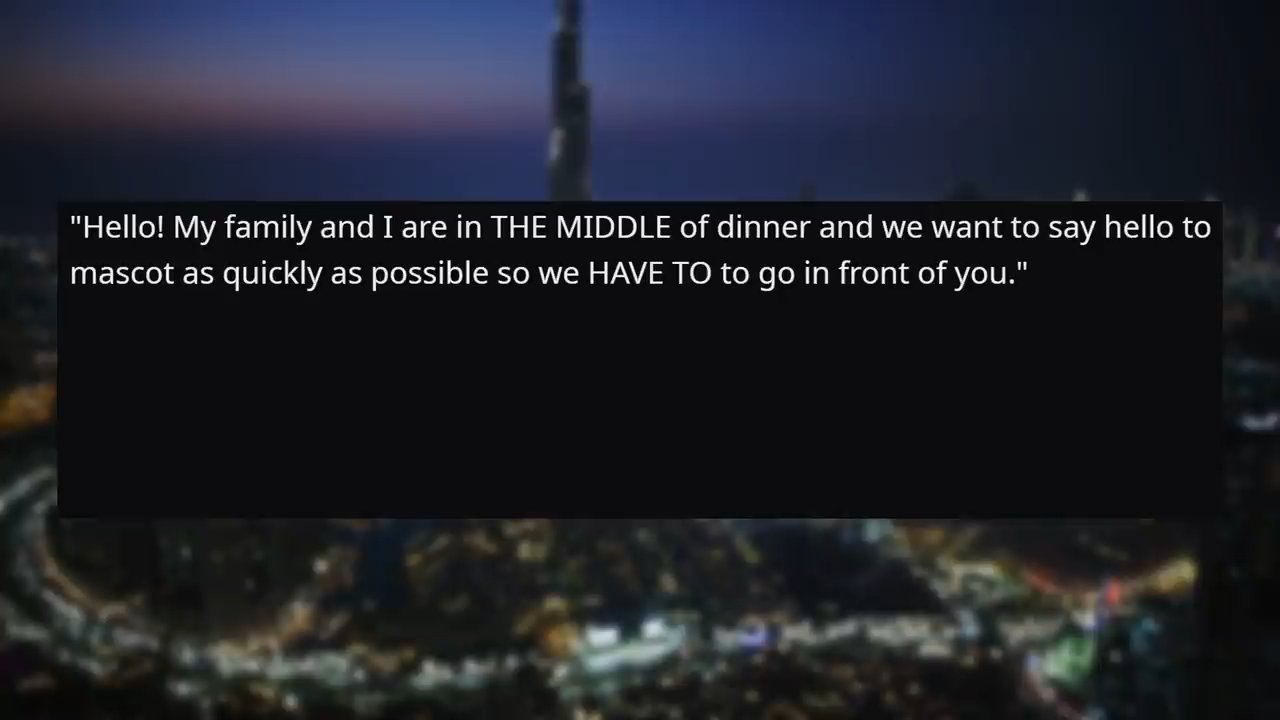 "Hello! My family and I are in THE MIDDLE of dinner and we want to say hello to
mascot as quickly as possible so we HAVE TO to go in front of you."